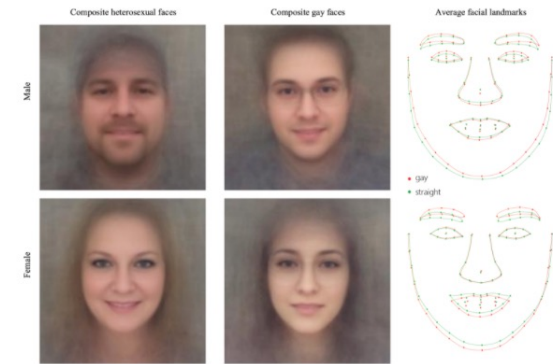 Composite heterosexual faces
Composite gay faces
Average facial landmarks
Male
gay
straight
Female